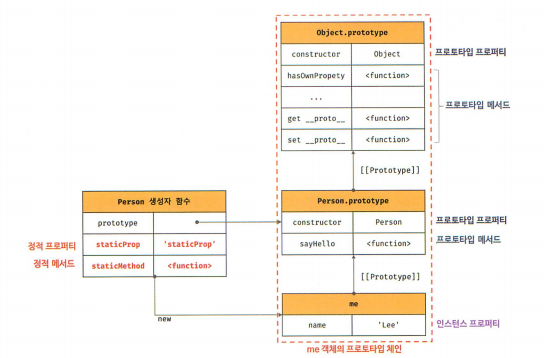 Object.prototype
constructor Object 프로토타입 프로퍼티
hasOwnPropety <function>
...
프로토타입 메서드
get __proto__ <function>
set __proto__ <function>
[[Prototype]]
Person 생성자 함수
prototype
정적 프로퍼티 staticProp 'staticProp'
정적 메서드 staticMethod <function>
new
Person.prototype
constructor Person 프로토타입 프로퍼티
sayHello <function> 프로토타입 메서드
[[Prototype]]
me
name 'Lee' 인스턴스 프로퍼티
me 객체의 프로토타입 체인